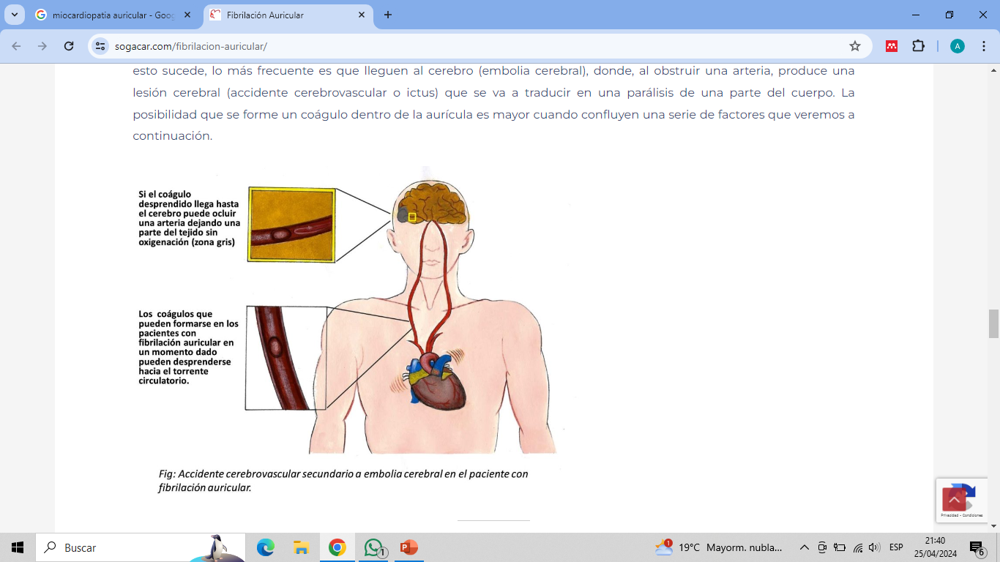 miocardiopatia auricular - Goog
Fibrilación Auricular
sogacar.com/fibrilacion-auricular/
A
esto sucede, lo más frecuente es que lleguen al cerebro (embolia cerebral), donde, al obstruir una arteria, produce una
lesión cerebral (accidente cerebrovascular o ictus) que se va a traducir en una parálisis de una parte del cuerpo. La
posibilidad que se forme un coágulo dentro de la aurícula es mayor cuando confluyen una serie de factores que veremos a
continuación.
Si el coágulo
desprendido llega hasta
el cerebro puede ocluir
una arteria dejando una
parte del tejido sin
oxigenación (zona gris)
Los coágulos que
pueden formarse en los
pacientes con
fibrilación auricular en
un momento dado
pueden desprenderse
hacia el torrente
circulatorio.
Fig: Accidente cerebrovascular secundario a embolia cerebral en el paciente con
fibrilación auricular.
Privacidad - Condiciones
Buscar
1
1
19°C Mayorm. nubla...
ESP
21:40
25/04/2024
6